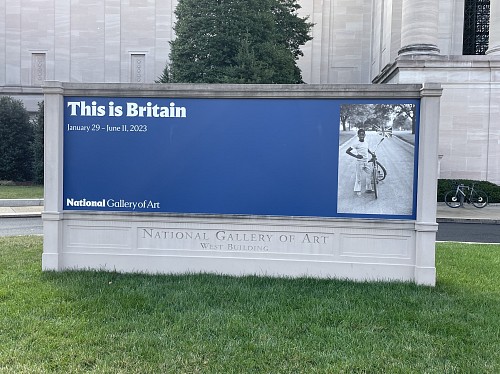 This is Britain
January 29 – June 11, 2023
National Gallery of Art
NATIONAL GALLERY OF ART
WEST BUILDING